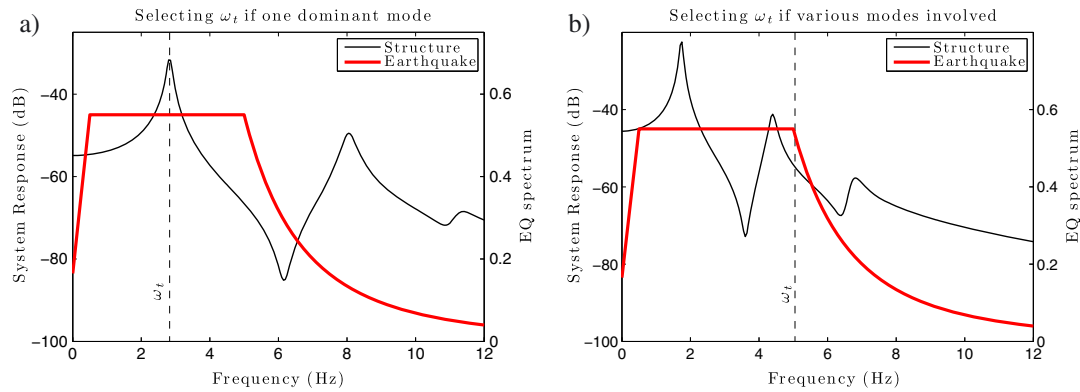 a)
Selecting ω_t if one dominant mode
Structure
Earthquake
System Response (dB)
−40
−60
−80
−100
0.6
0.4
0.2
0
EQ spectrum
ω_t
0 2 4 6 8 10 12
Frequency (Hz)
b)
Selecting ω_t if various modes involved
Structure
Earthquake
System Response (dB)
−40
−60
−80
−100
0.6
0.4
0.2
0
EQ spectrum
ω_t
0 2 4 6 8 10 12
Frequency (Hz)